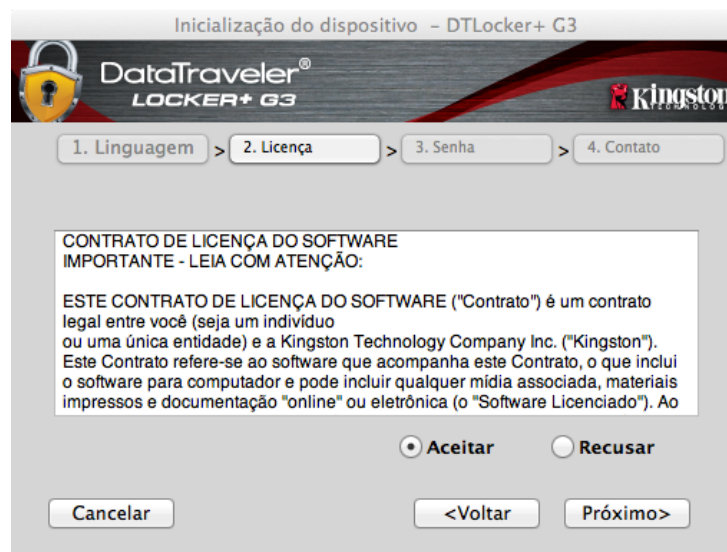 Inicialização do dispositivo – DTLocker+ G3
DataTraveler®
LOCKER+ G3
Kingston
TECHNOLOG
1. Linguagem > 2. Licença > 3. Senha > 4. Contato
CONTRATO DE LICENÇA DO SOFTWARE
IMPORTANTE - LEIA COM ATENÇÃO:
ESTE CONTRATO DE LICENÇA DO SOFTWARE ("Contrato") é um contrato
legal entre você (seja um indivíduo
ou uma única entidade) e a Kingston Technology Company Inc. ("Kingston").
Este Contrato refere-se ao software que acompanha este Contrato, o que inclui
o software para computador e pode incluir qualquer mídia associada, materiais
impressos e documentação "online" ou eletrônica (o "Software Licenciado"). Ao
Aceitar Recusar
Cancelar <Voltar Próximo>